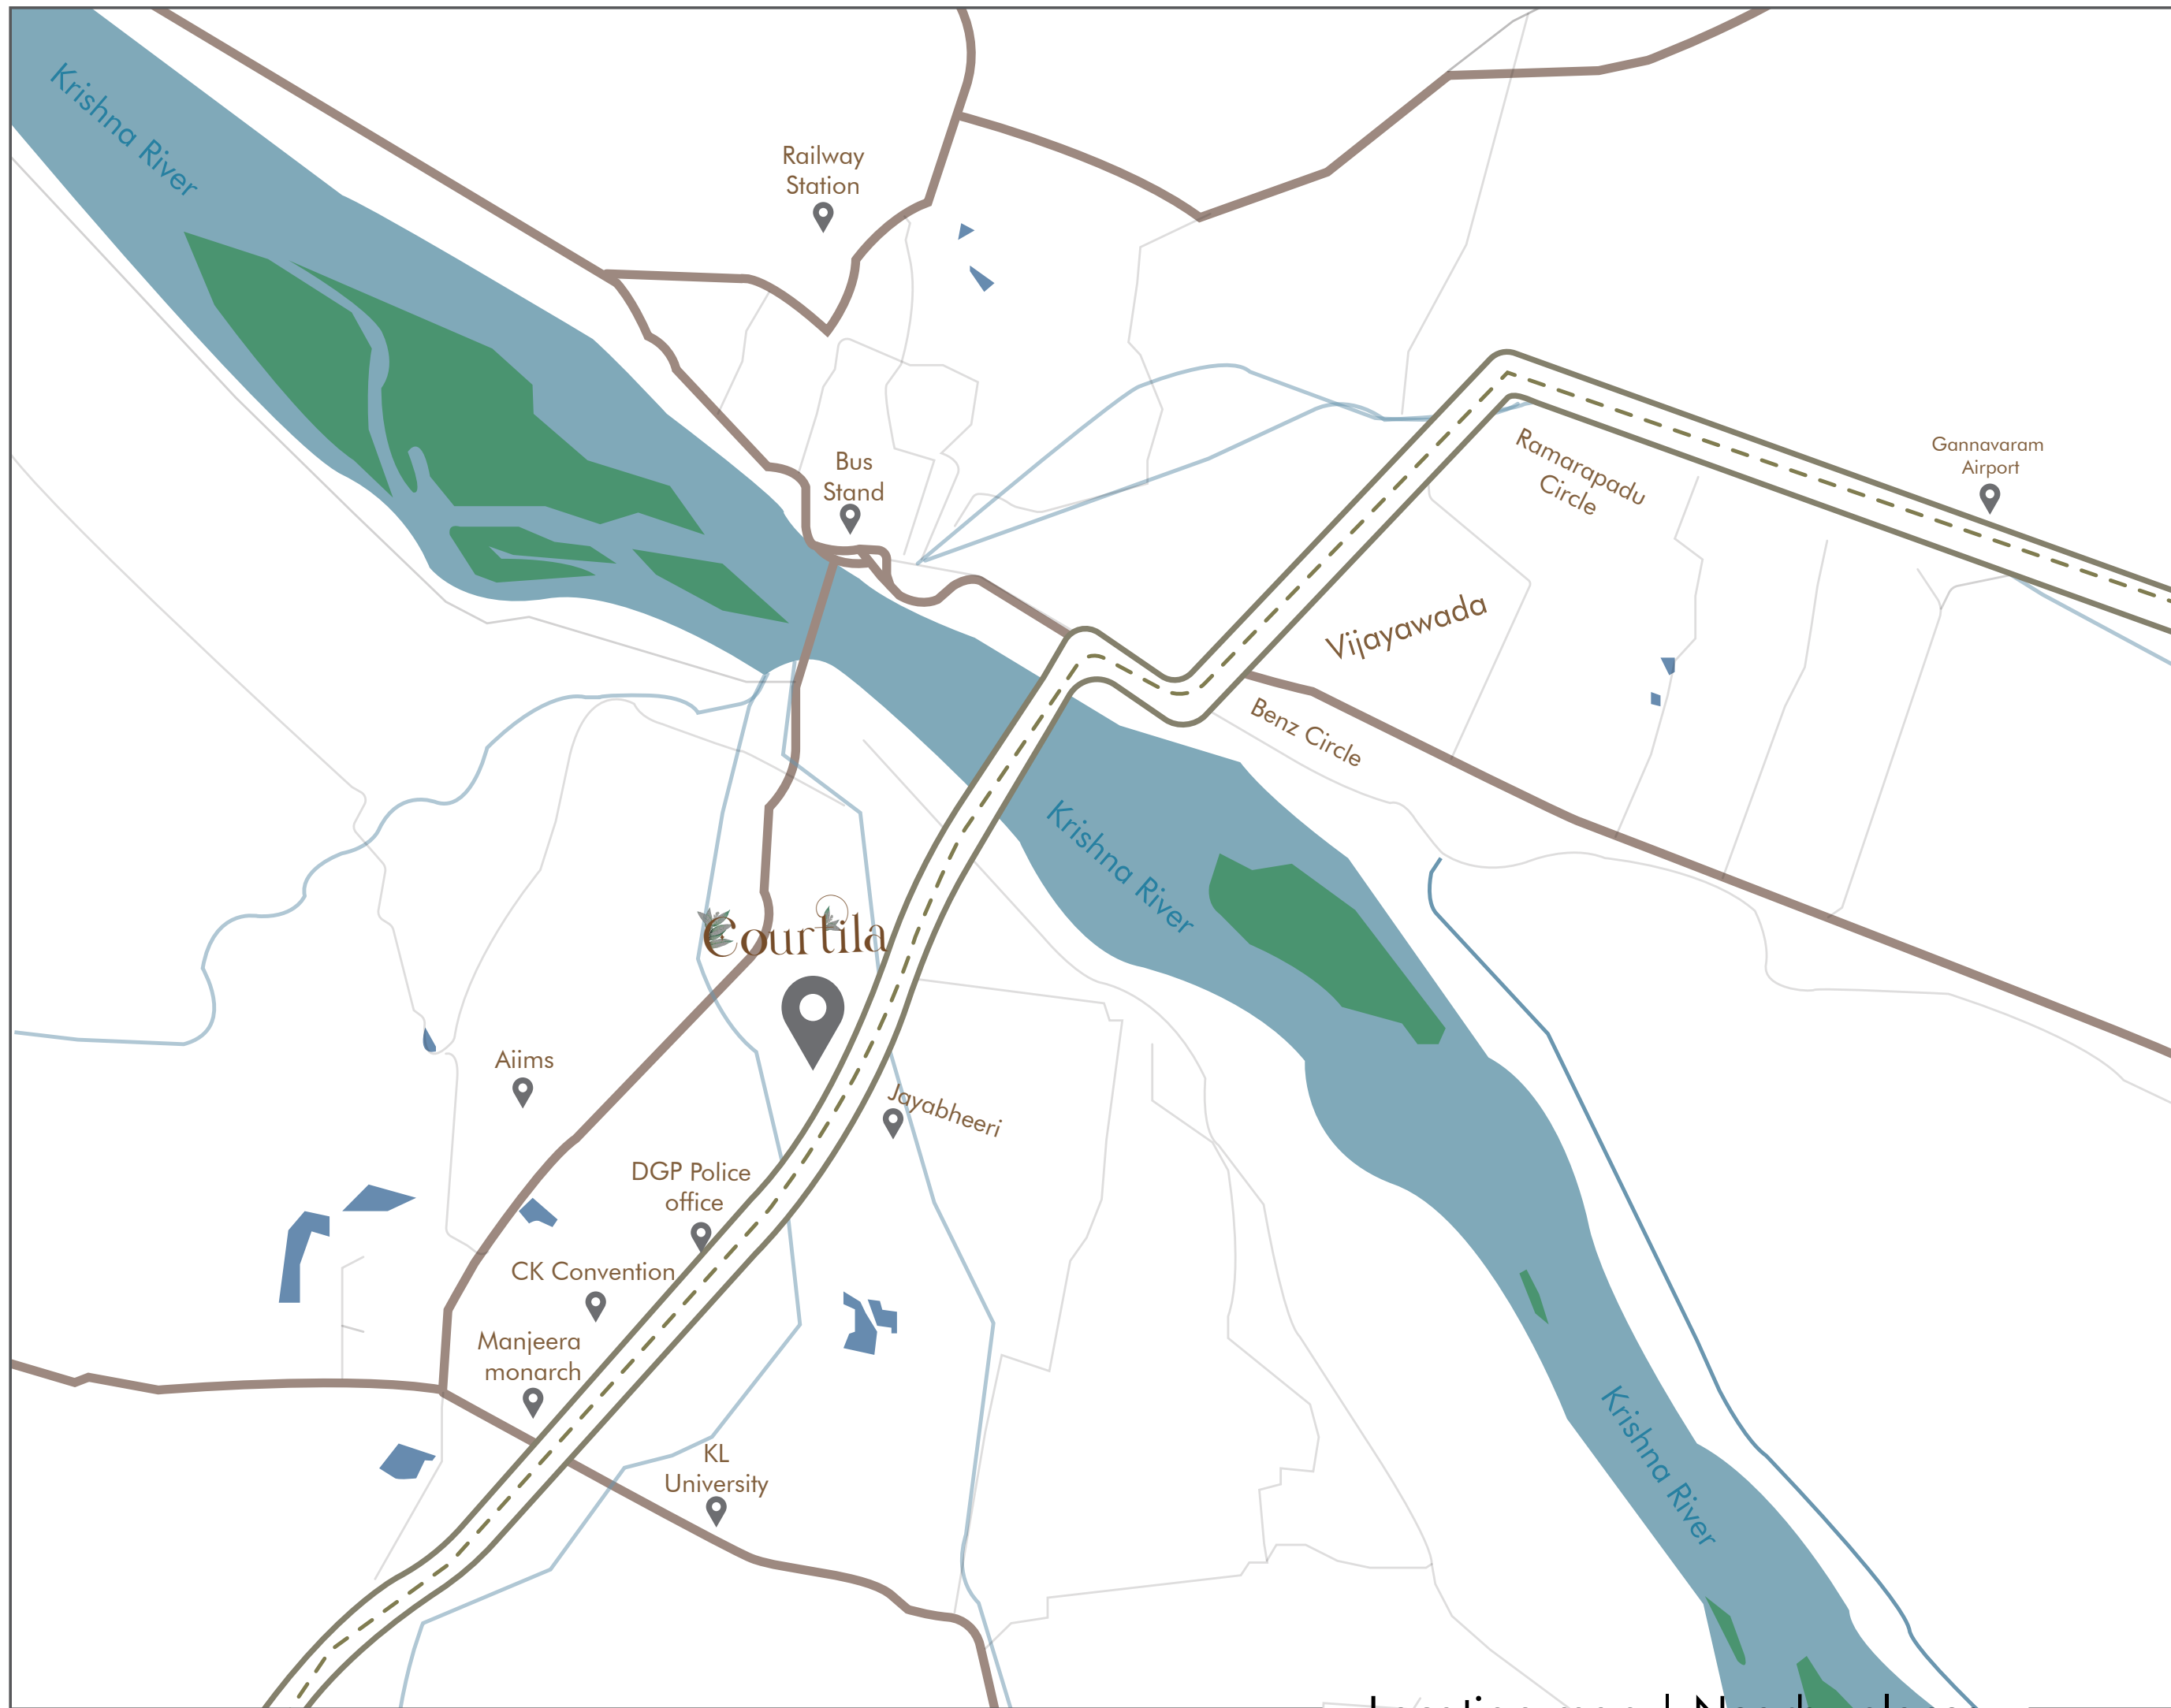 Krishna River
Railway
Station
Bus
Stand
Ramarapadu
Circle
Gannavaram
Airport
Vijayawada
Benz Circle
Krishna River
Courtila
Aiims
Jayabheeri
DGP Police
office
CK Convention
Manjeera
monarch
KL
University
Krishna River